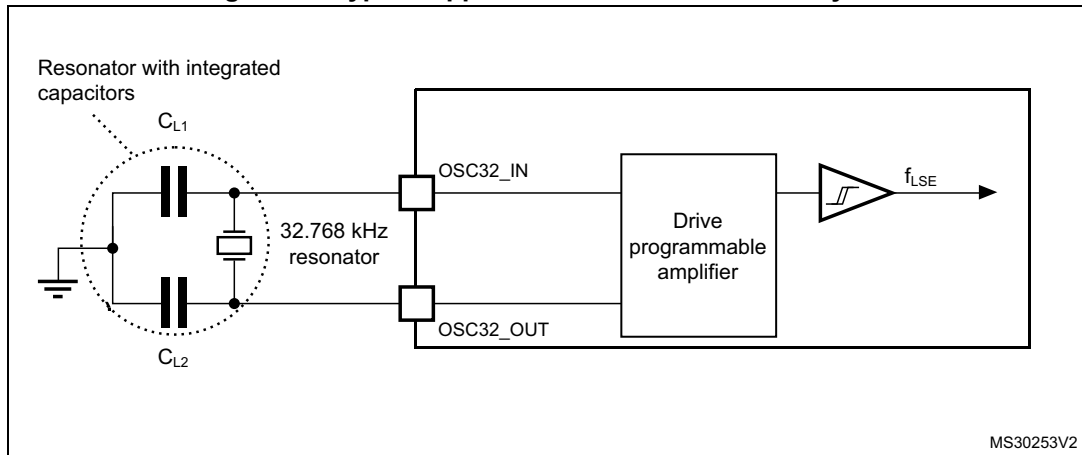 Resonator with integrated
capacitors
C_L1
OSC32_IN
f_LSE
32.768 kHz
resonator
Drive
programmable
amplifier
OSC32_OUT
C_L2
MS30253V2